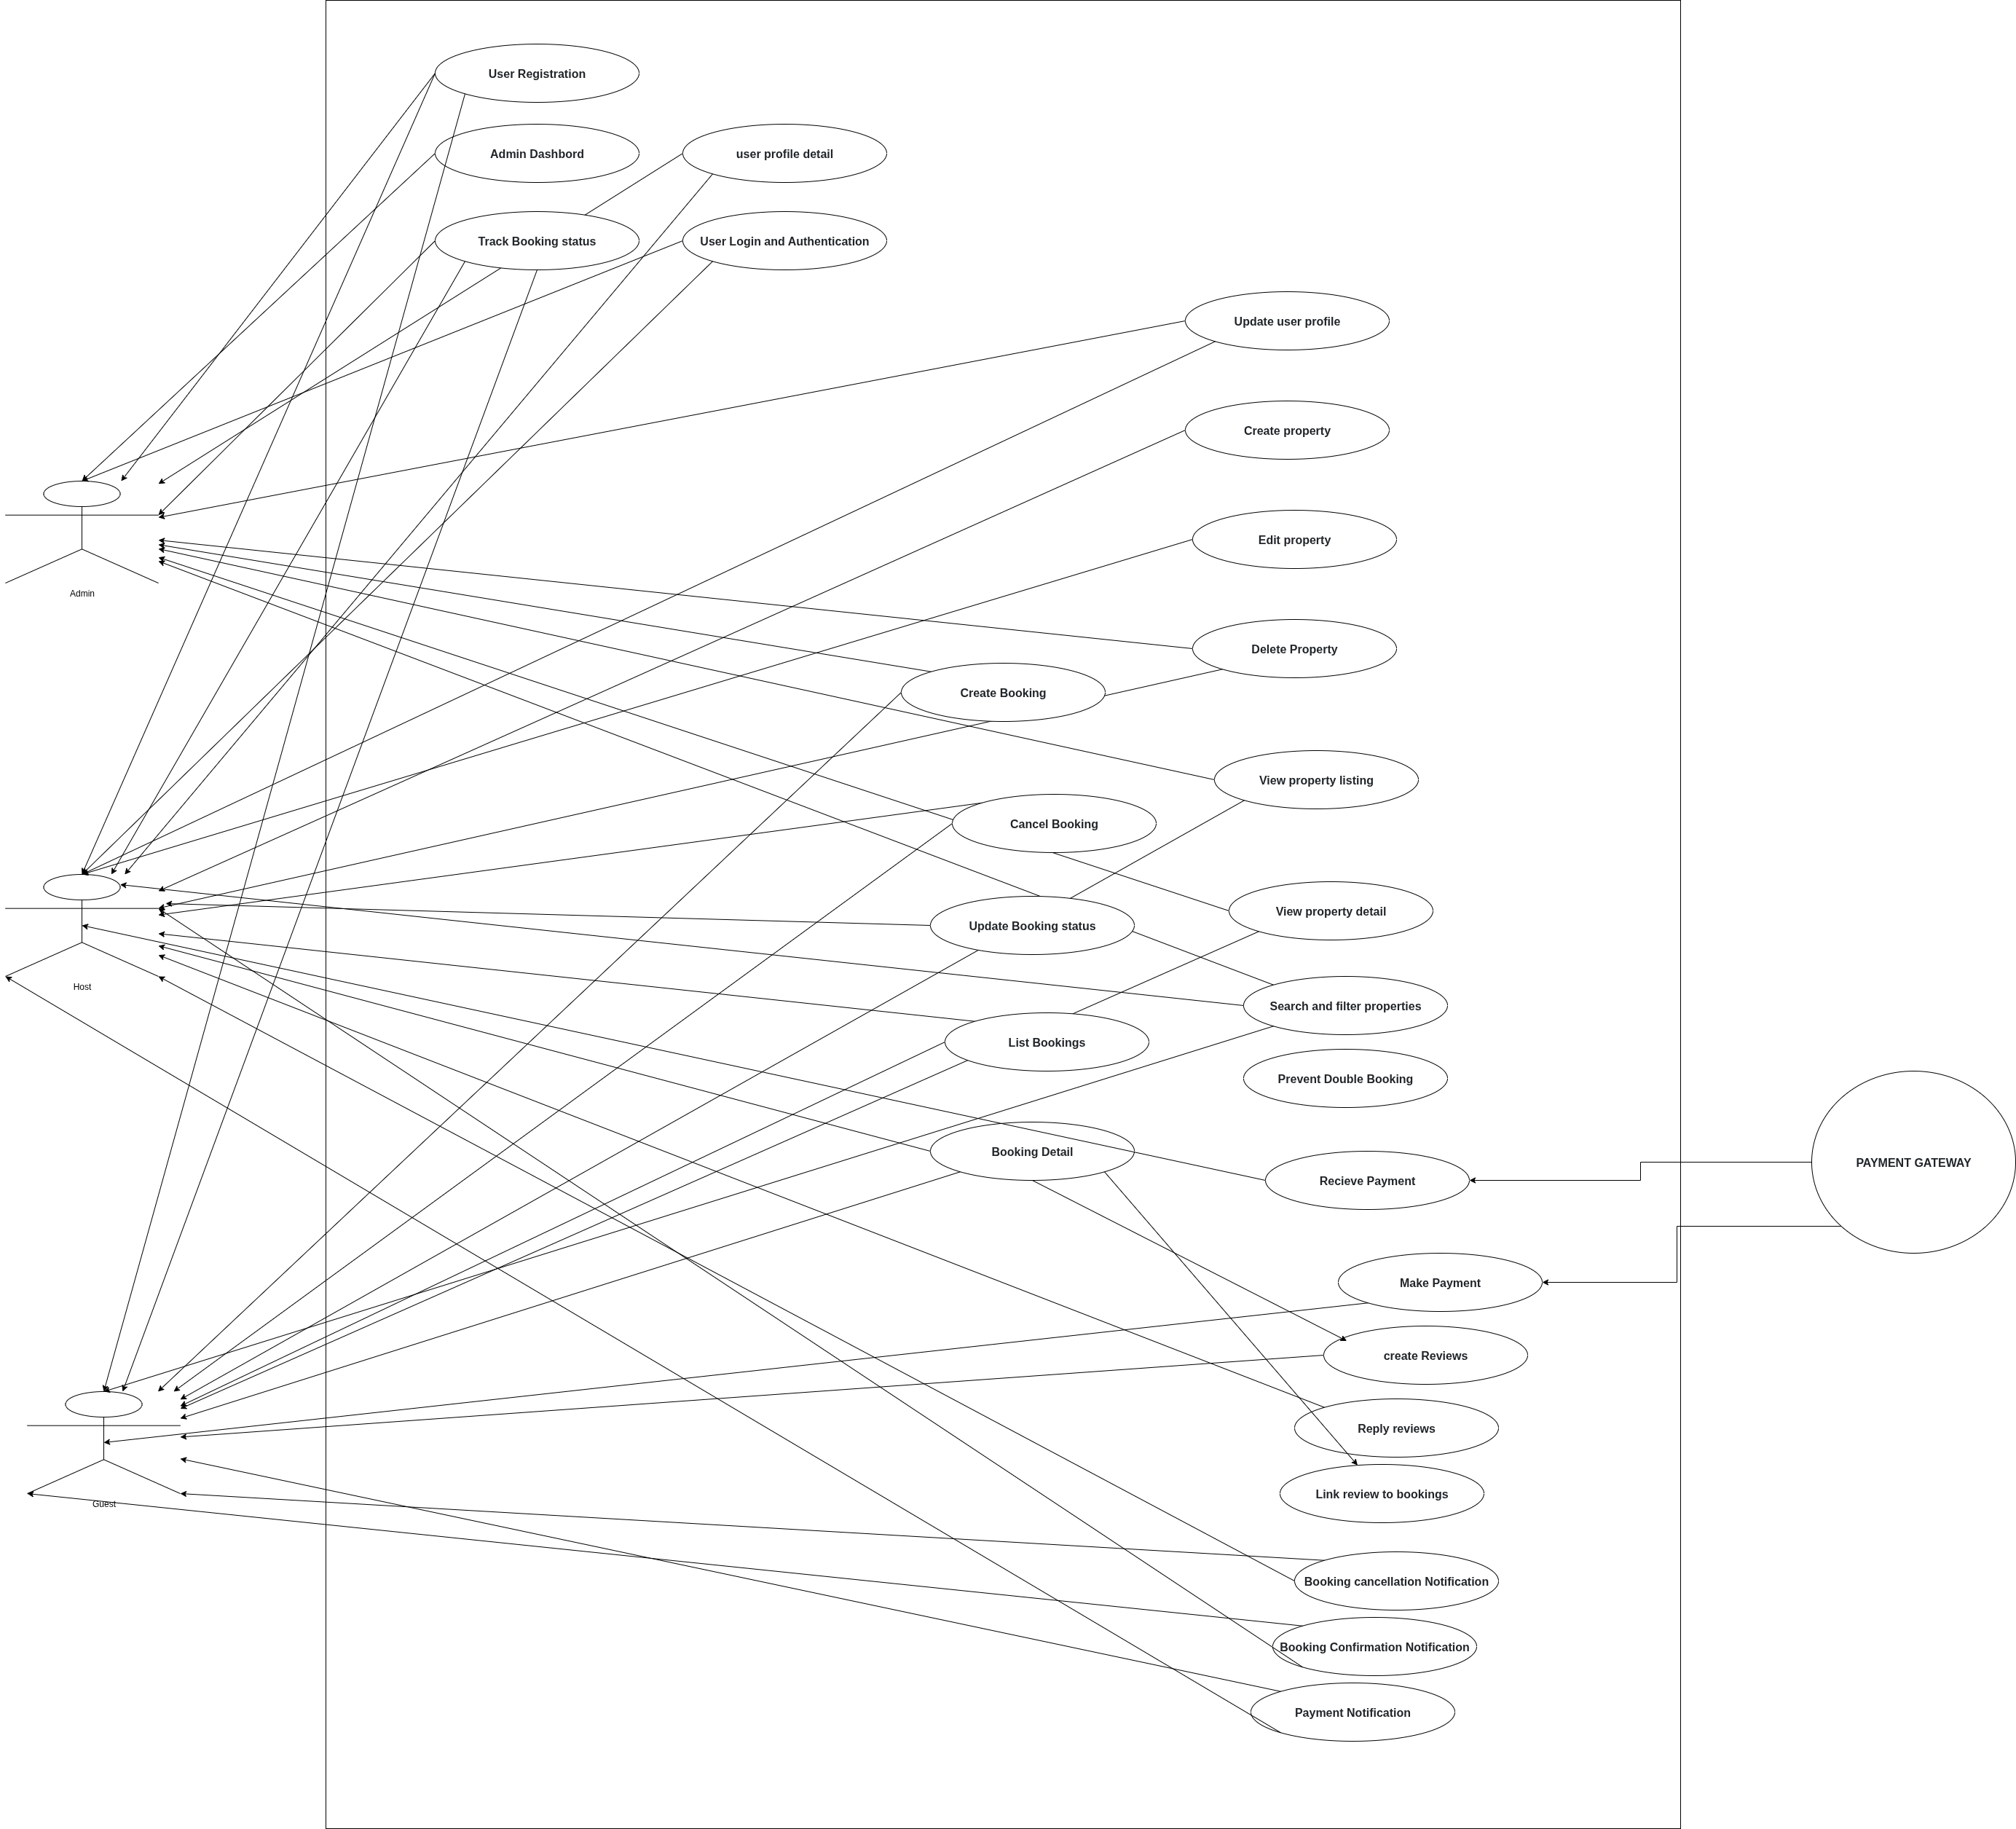 User Registration
Admin Dashbord
user profile detail
Track Booking status
User Login and Authentication
Update user profile
Create property
Edit property
Admin
Delete Property
Create Booking
View property listing
Cancel Booking
View property detail
Update Booking status
Host
Search and filter properties
List Bookings
Prevent Double Booking
Booking Detail
PAYMENT GATEWAY
Recieve Payment
Make Payment
create Reviews
Reply reviews
Link review to bookings
Guest
Booking cancellation Notification
Booking Confirmation Notification
Payment Notification